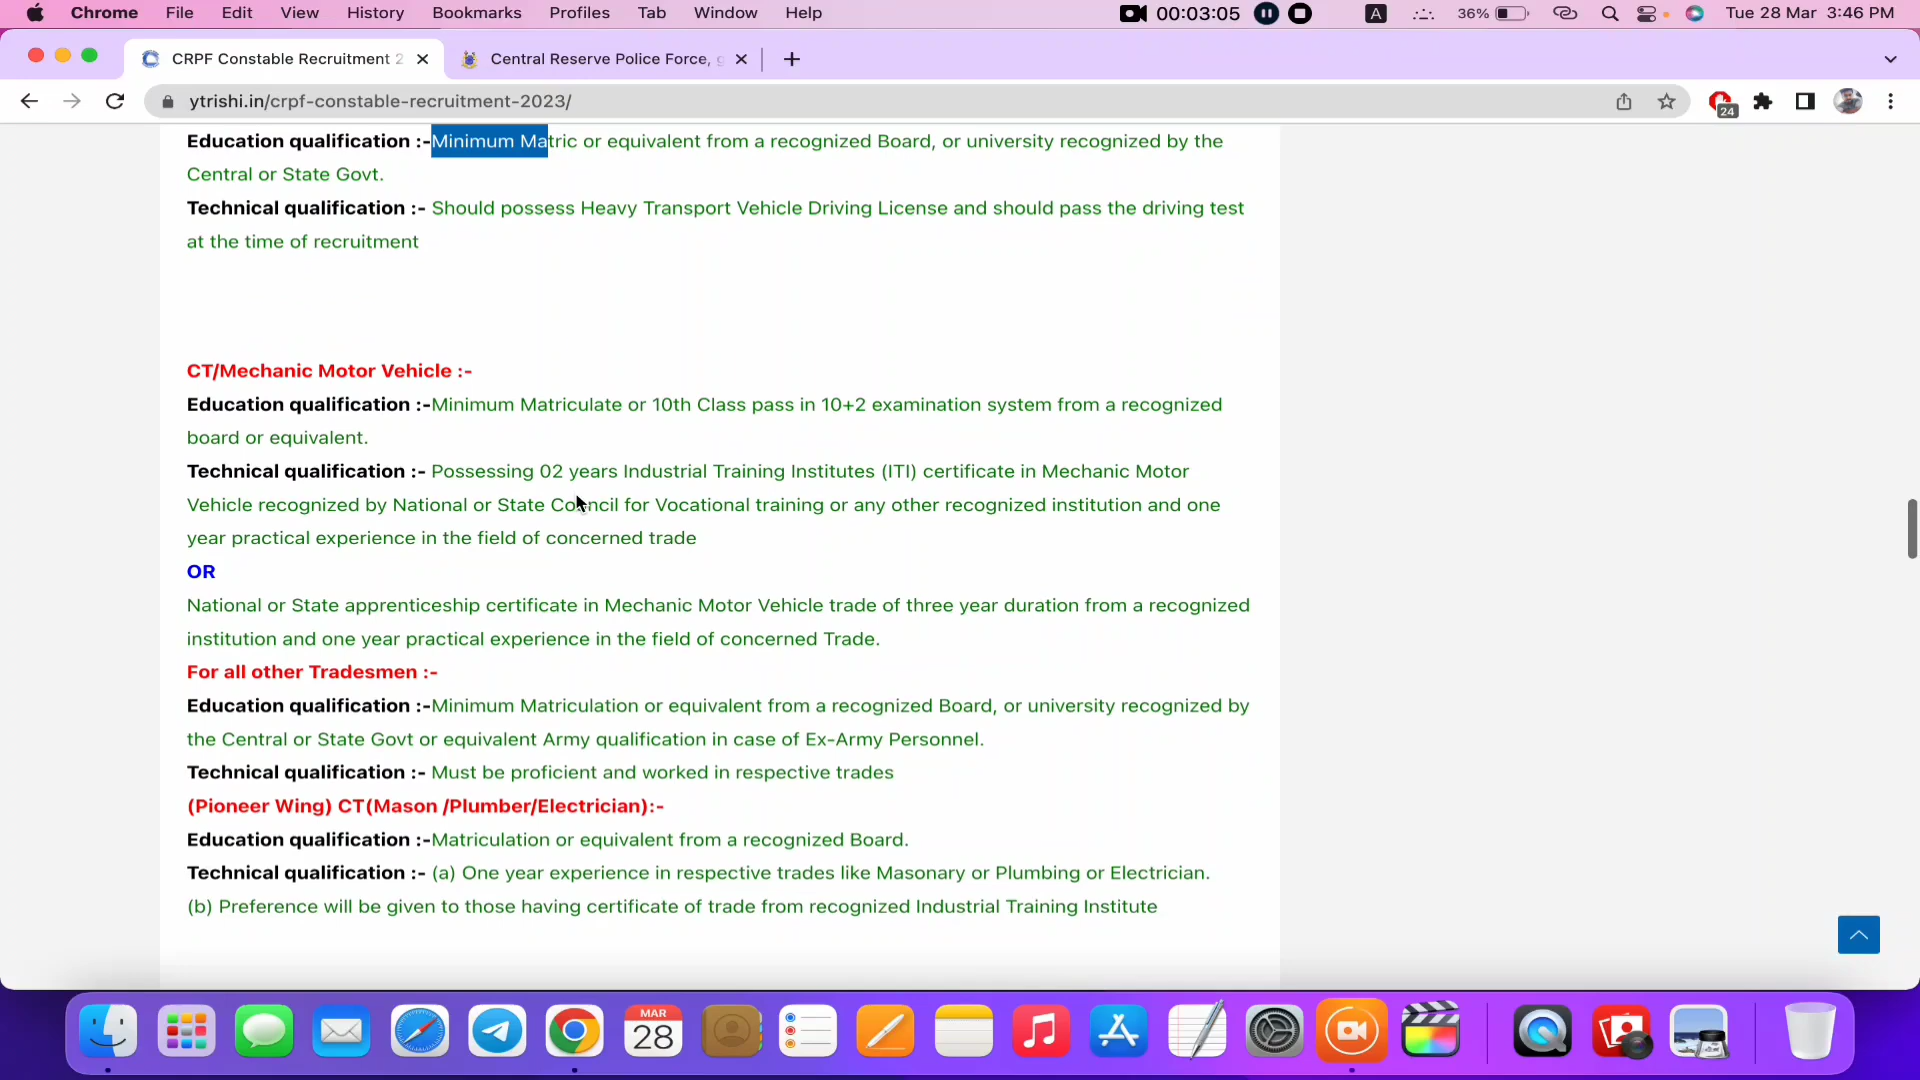 Chrome File Edit View History Bookmarks Profiles Tab Window Help 00:03:05 A 36% Tue 28 Mar 3:46 PM
CRPF Constable Recruitment 2 Central Reserve Police Force, g
ytrishi.in/crpf-constable-recruitment-2023/ 24
Education qualification :-Minimum Matric or equivalent from a recognized Board, or university recognized by the
Central or State Govt.
Technical qualification :- Should possess Heavy Transport Vehicle Driving License and should pass the driving test
at the time of recruitment
CT/Mechanic Motor Vehicle :-
Education qualification :-Minimum Matriculate or 10th Class pass in 10+2 examination system from a recognized
board or equivalent.
Technical qualification :- Possessing 02 years Industrial Training Institutes (ITI) certificate in Mechanic Motor
Vehicle recognized by National or State Council for Vocational training or any other recognized institution and one
year practical experience in the field of concerned trade
OR
National or State apprenticeship certificate in Mechanic Motor Vehicle trade of three year duration from a recognized
institution and one year practical experience in the field of concerned Trade.
For all other Tradesmen :-
Education qualification :-Minimum Matriculation or equivalent from a recognized Board, or university recognized by
the Central or State Govt or equivalent Army qualification in case of Ex-Army Personnel.
Technical qualification :- Must be proficient and worked in respective trades
(Pioneer Wing) CT(Mason /Plumber/Electrician):-
Education qualification :-Matriculation or equivalent from a recognized Board.
Technical qualification :- (a) One year experience in respective trades like Masonary or Plumbing or Electrician.
(b) Preference will be given to those having certificate of trade from recognized Industrial Training Institute
MAR
28